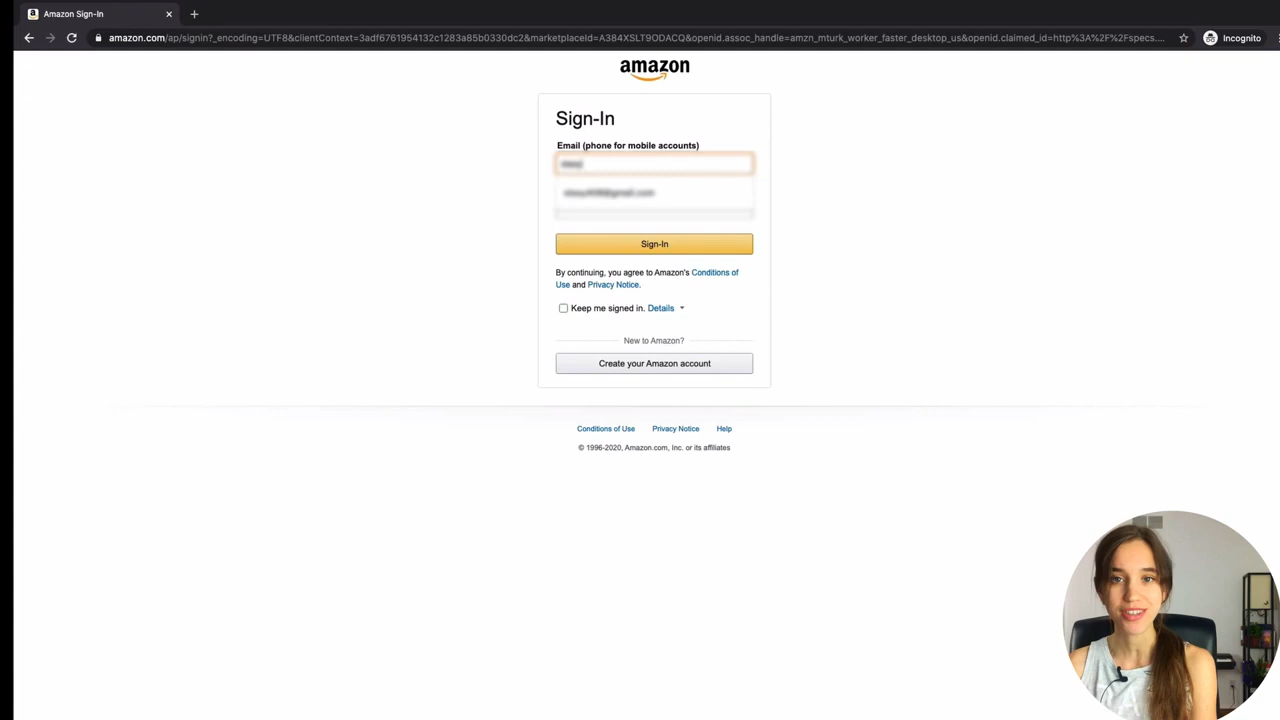 Amazon Sign-In
amazon.com/ap/signin?_encoding=UTF8&clientContext=3adf6761954132c1283a85b0330dc2&marketplaceId=A384XSLT9ODACQ&openid.assoc_handle=amzn_mturk_worker_faster_desktop_us&openid.claimed_id=http%3A%2F%2Fspecs....
Incognito
amazon
Sign-In
Email (phone for mobile accounts)
Sign-In
By continuing, you agree to Amazon's Conditions of
Use and Privacy Notice.
Keep me signed in. Details
New to Amazon?
Create your Amazon account
Conditions of Use Privacy Notice Help
© 1996-2020, Amazon.com, Inc. or its affiliates